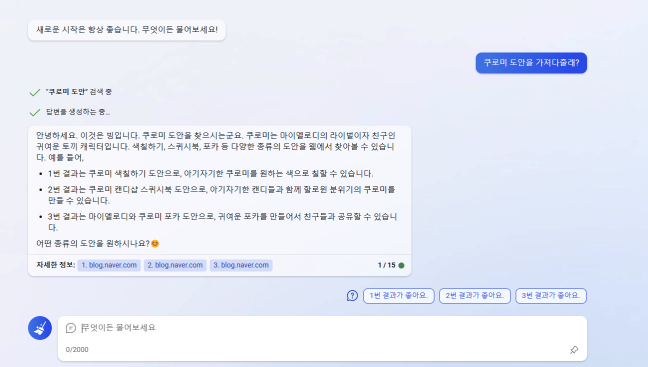 새로운 시작은 항상 좋습니다. 무엇이든 물어보세요!
쿠로미 도안을 가져다줄래?
"쿠로미 도안" 검색 중
답변을 생성하는 중...
안녕하세요, 이것은 빙입니다. 쿠로미 도안을 찾으시는군요. 쿠로미는 마이멜로디의 라이벌이자 친구인
귀여운 토끼 캐릭터입니다. 색칠하기, 스퀴시북, 포카 등 다양한 종류의 도안을 웹에서 찾아볼 수 있습니
다. 예를 들어,
• 1번 결과는 쿠로미 색칠하기 도안으로, 아기자기한 쿠로미를 원하는 색으로 칠할 수 있습니다.
• 2번 결과는 쿠로미 캔디샵 스퀴시북 도안으로, 아기자기한 캔디들과 함께 할로윈 분위기의 쿠로미를
만들 수 있습니다.
• 3번 결과는 마이멜로디와 쿠로미 포카 도안으로, 귀여운 포카를 만들어서 친구들과 공유할 수 있습니
다.
어떤 종류의 도안을 원하시나요?😊
자세한 정보: 1. blog.naver.com 2. blog.naver.com 3. blog.naver.com 1 / 15
1번 결과가 좋아요. 2번 결과가 좋아요. 3번 결과가 좋아요.
무엇이든 물어보세요
0/2000